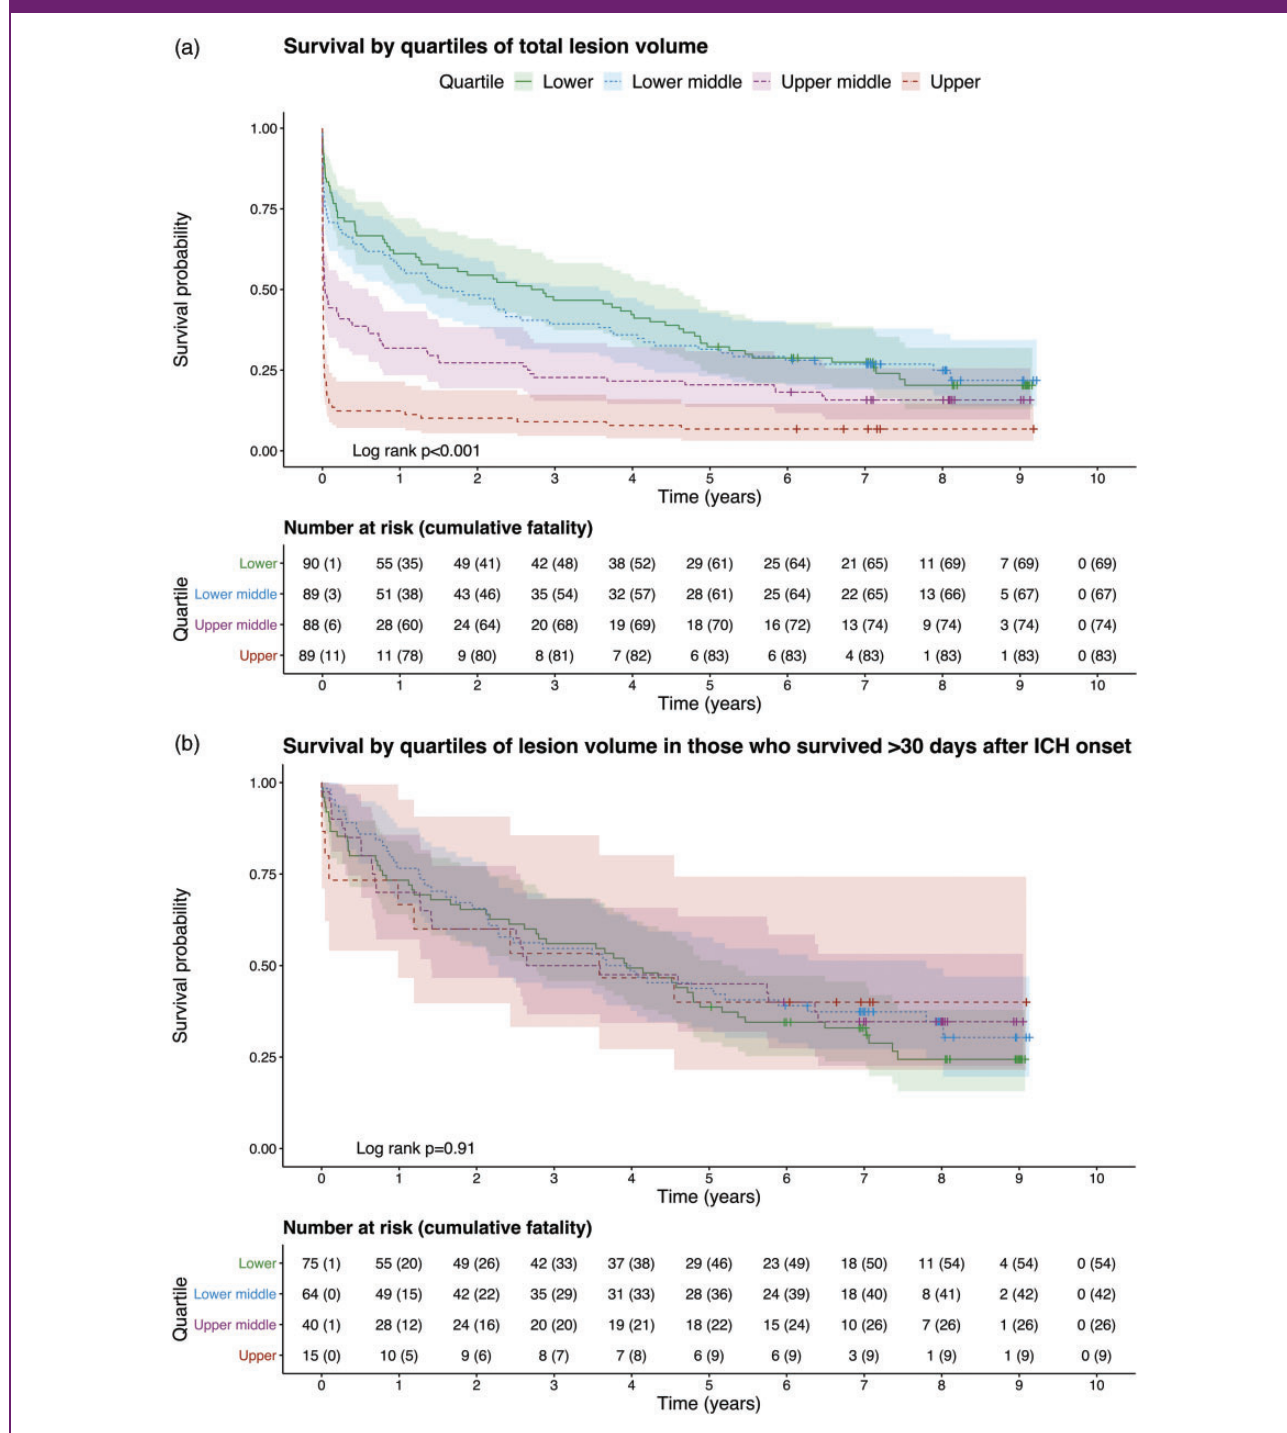 (a) Survival by quartiles of total lesion volume
Quartile Lower Lower middle Upper middle Upper
Survival probability
1.00
0.75
0.50
0.25
0.00
Log rank p<0.001
0 1 2 3 4 5 6 7 8 9 10
Time (years)
Number at risk (cumulative fatality)
Quartile
Lower 90 (1) 55 (35) 49 (41) 42 (48) 38 (52) 29 (61) 25 (64) 21 (65) 11 (69) 7 (69) 0 (69)
Lower middle 89 (3) 51 (38) 43 (46) 35 (54) 32 (57) 28 (61) 25 (64) 22 (65) 13 (66) 5 (67) 0 (67)
Upper middle 88 (6) 28 (60) 24 (64) 20 (68) 19 (69) 18 (70) 16 (72) 13 (74) 9 (74) 3 (74) 0 (74)
Upper 89 (11) 11 (78) 9 (80) 8 (81) 7 (82) 6 (83) 6 (83) 4 (83) 1 (83) 1 (83) 0 (83)
0 1 2 3 4 5 6 7 8 9 10
Time (years)
(b) Survival by quartiles of lesion volume in those who survived >30 days after ICH onset
Survival probability
1.00
0.75
0.50
0.25
0.00
Log rank p=0.91
0 1 2 3 4 5 6 7 8 9 10
Time (years)
Number at risk (cumulative fatality)
Quartile
Lower 75 (1) 55 (20) 49 (26) 42 (33) 37 (38) 29 (46) 23 (49) 18 (50) 11 (54) 4 (54) 0 (54)
Lower middle 64 (0) 49 (15) 42 (22) 35 (29) 31 (33) 28 (36) 24 (39) 18 (40) 8 (41) 2 (42) 0 (42)
Upper middle 40 (1) 28 (12) 24 (16) 20 (20) 19 (21) 18 (22) 15 (24) 10 (26) 7 (26) 1 (26) 0 (26)
Upper 15 (0) 10 (5) 9 (6) 8 (7) 7 (8) 6 (9) 6 (9) 3 (9) 1 (9) 1 (9) 0 (9)
0 1 2 3 4 5 6 7 8 9 10
Time (years)